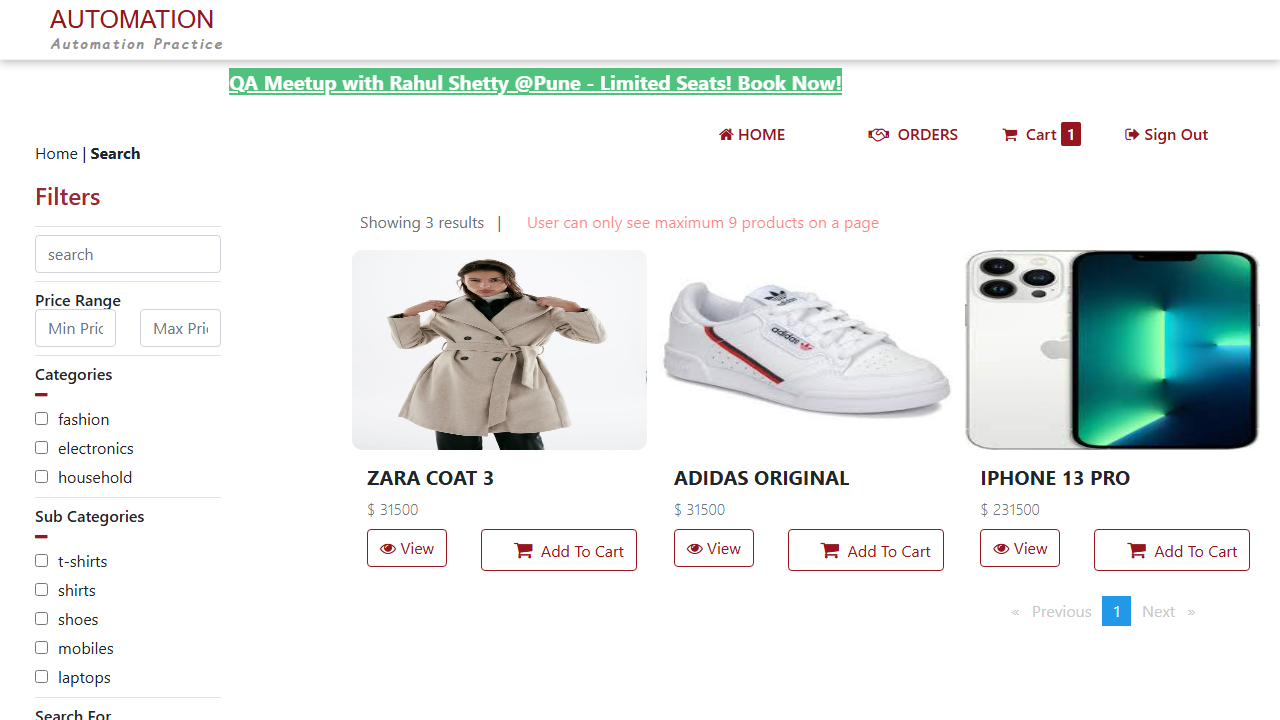 AUTOMATION
Automation Practice
QA Meetup with Rahul Shetty @Pune - Limited Seats! Book Now!
HOME ORDERS Cart 1 Sign Out
Home | Search
Filters
Showing 3 results | User can only see maximum 9 products on a page
search
Price Range
Min Pric Max Pric
Categories
fashion
electronics
household
Sub Categories
t-shirts
shirts
shoes
mobiles
laptops
Search For
adidas
ZARA COAT 3
$ 31500
View Add To Cart
ADIDAS ORIGINAL
$ 31500
View Add To Cart
IPHONE 13 PRO
$ 231500
View Add To Cart
« Previous 1 Next »